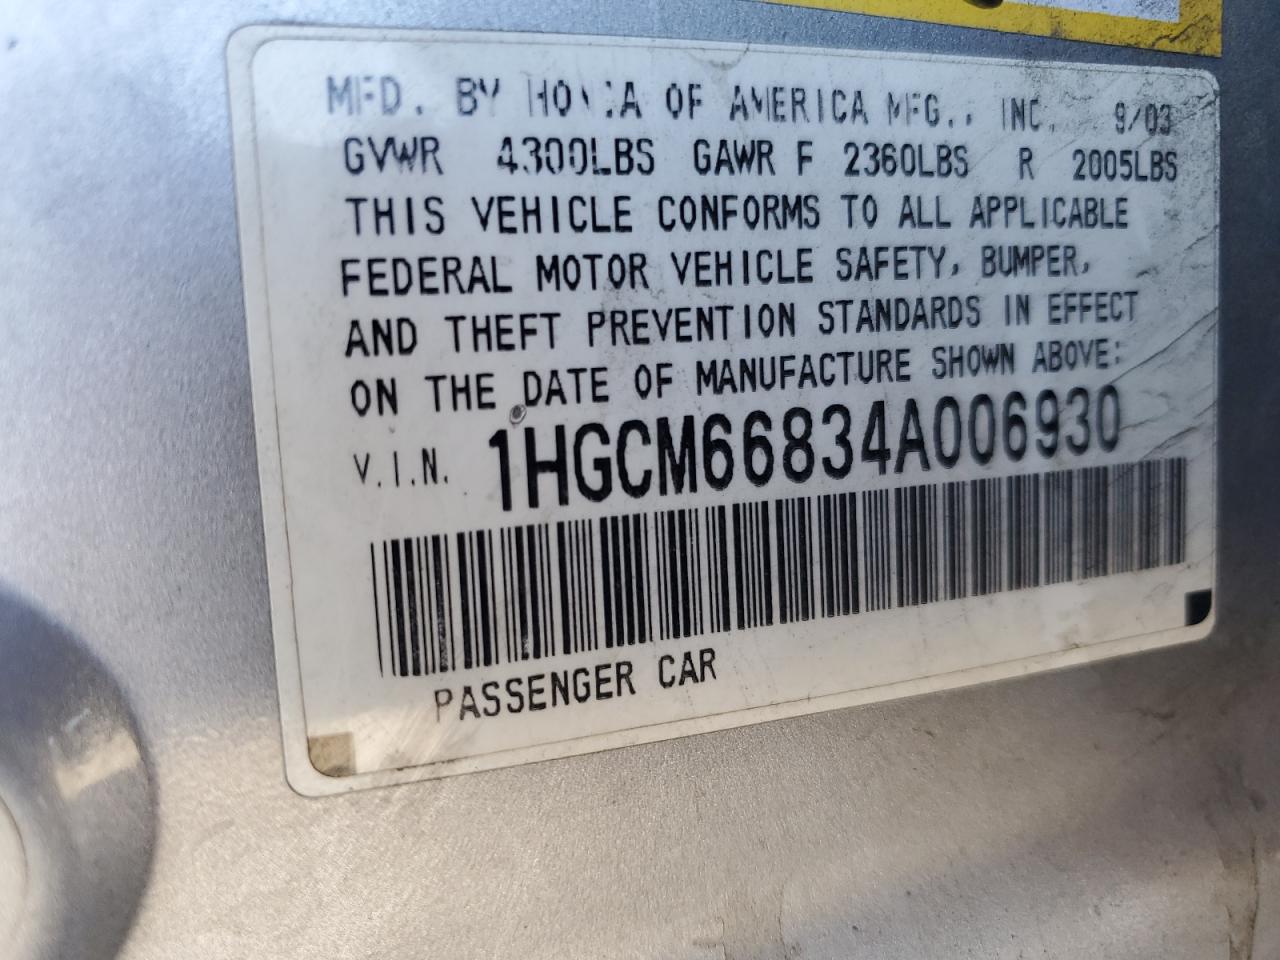 MFD. BY HONDA OF AMERICA MFG., INC. 9/03
GVWR 4300LBS GAWR F 2360LBS R 2005LBS
THIS VEHICLE CONFORMS TO ALL APPLICABLE
FEDERAL MOTOR VEHICLE SAFETY, BUMPER,
AND THEFT PREVENTION STANDARDS IN EFFECT
ON THE DATE OF MANUFACTURE SHOWN ABOVE:
V.I.N. 1HGCM66834A006930
PASSENGER CAR